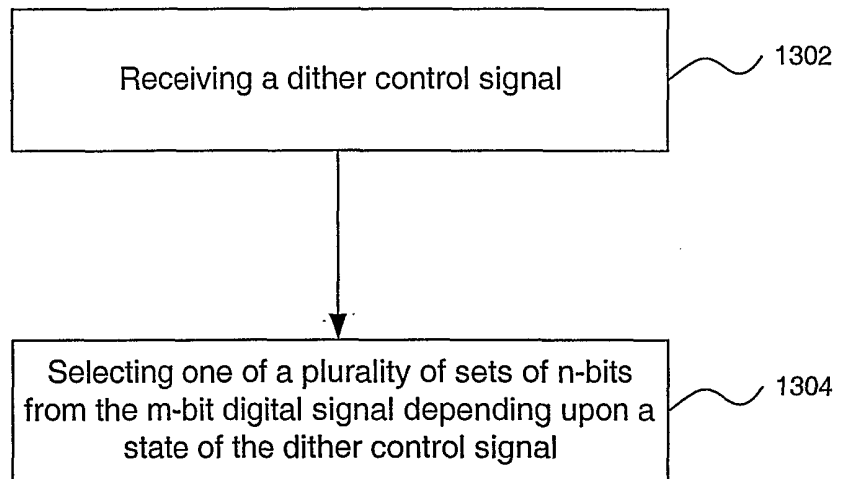 Receiving a dither control signal
1302
Selecting one of a plurality of sets of n-bits
from the m-bit digital signal depending upon a
state of the dither control signal
1304